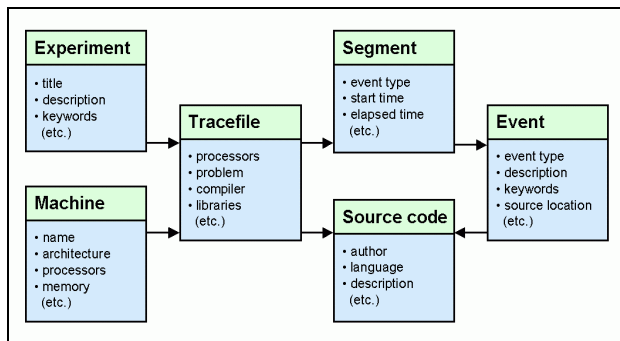 Experiment
• title
• description
• keywords
(etc.)
Machine
• name
• architecture
• processors
• memory
(etc.)
Tracefile
• processors
• problem
• compiler
• libraries
(etc.)
Segment
• event type
• start time
• elapsed time
(etc.)
Source code
• author
• language
• description
(etc.)
Event
• event type
• description
• keywords
• source location
(etc.)